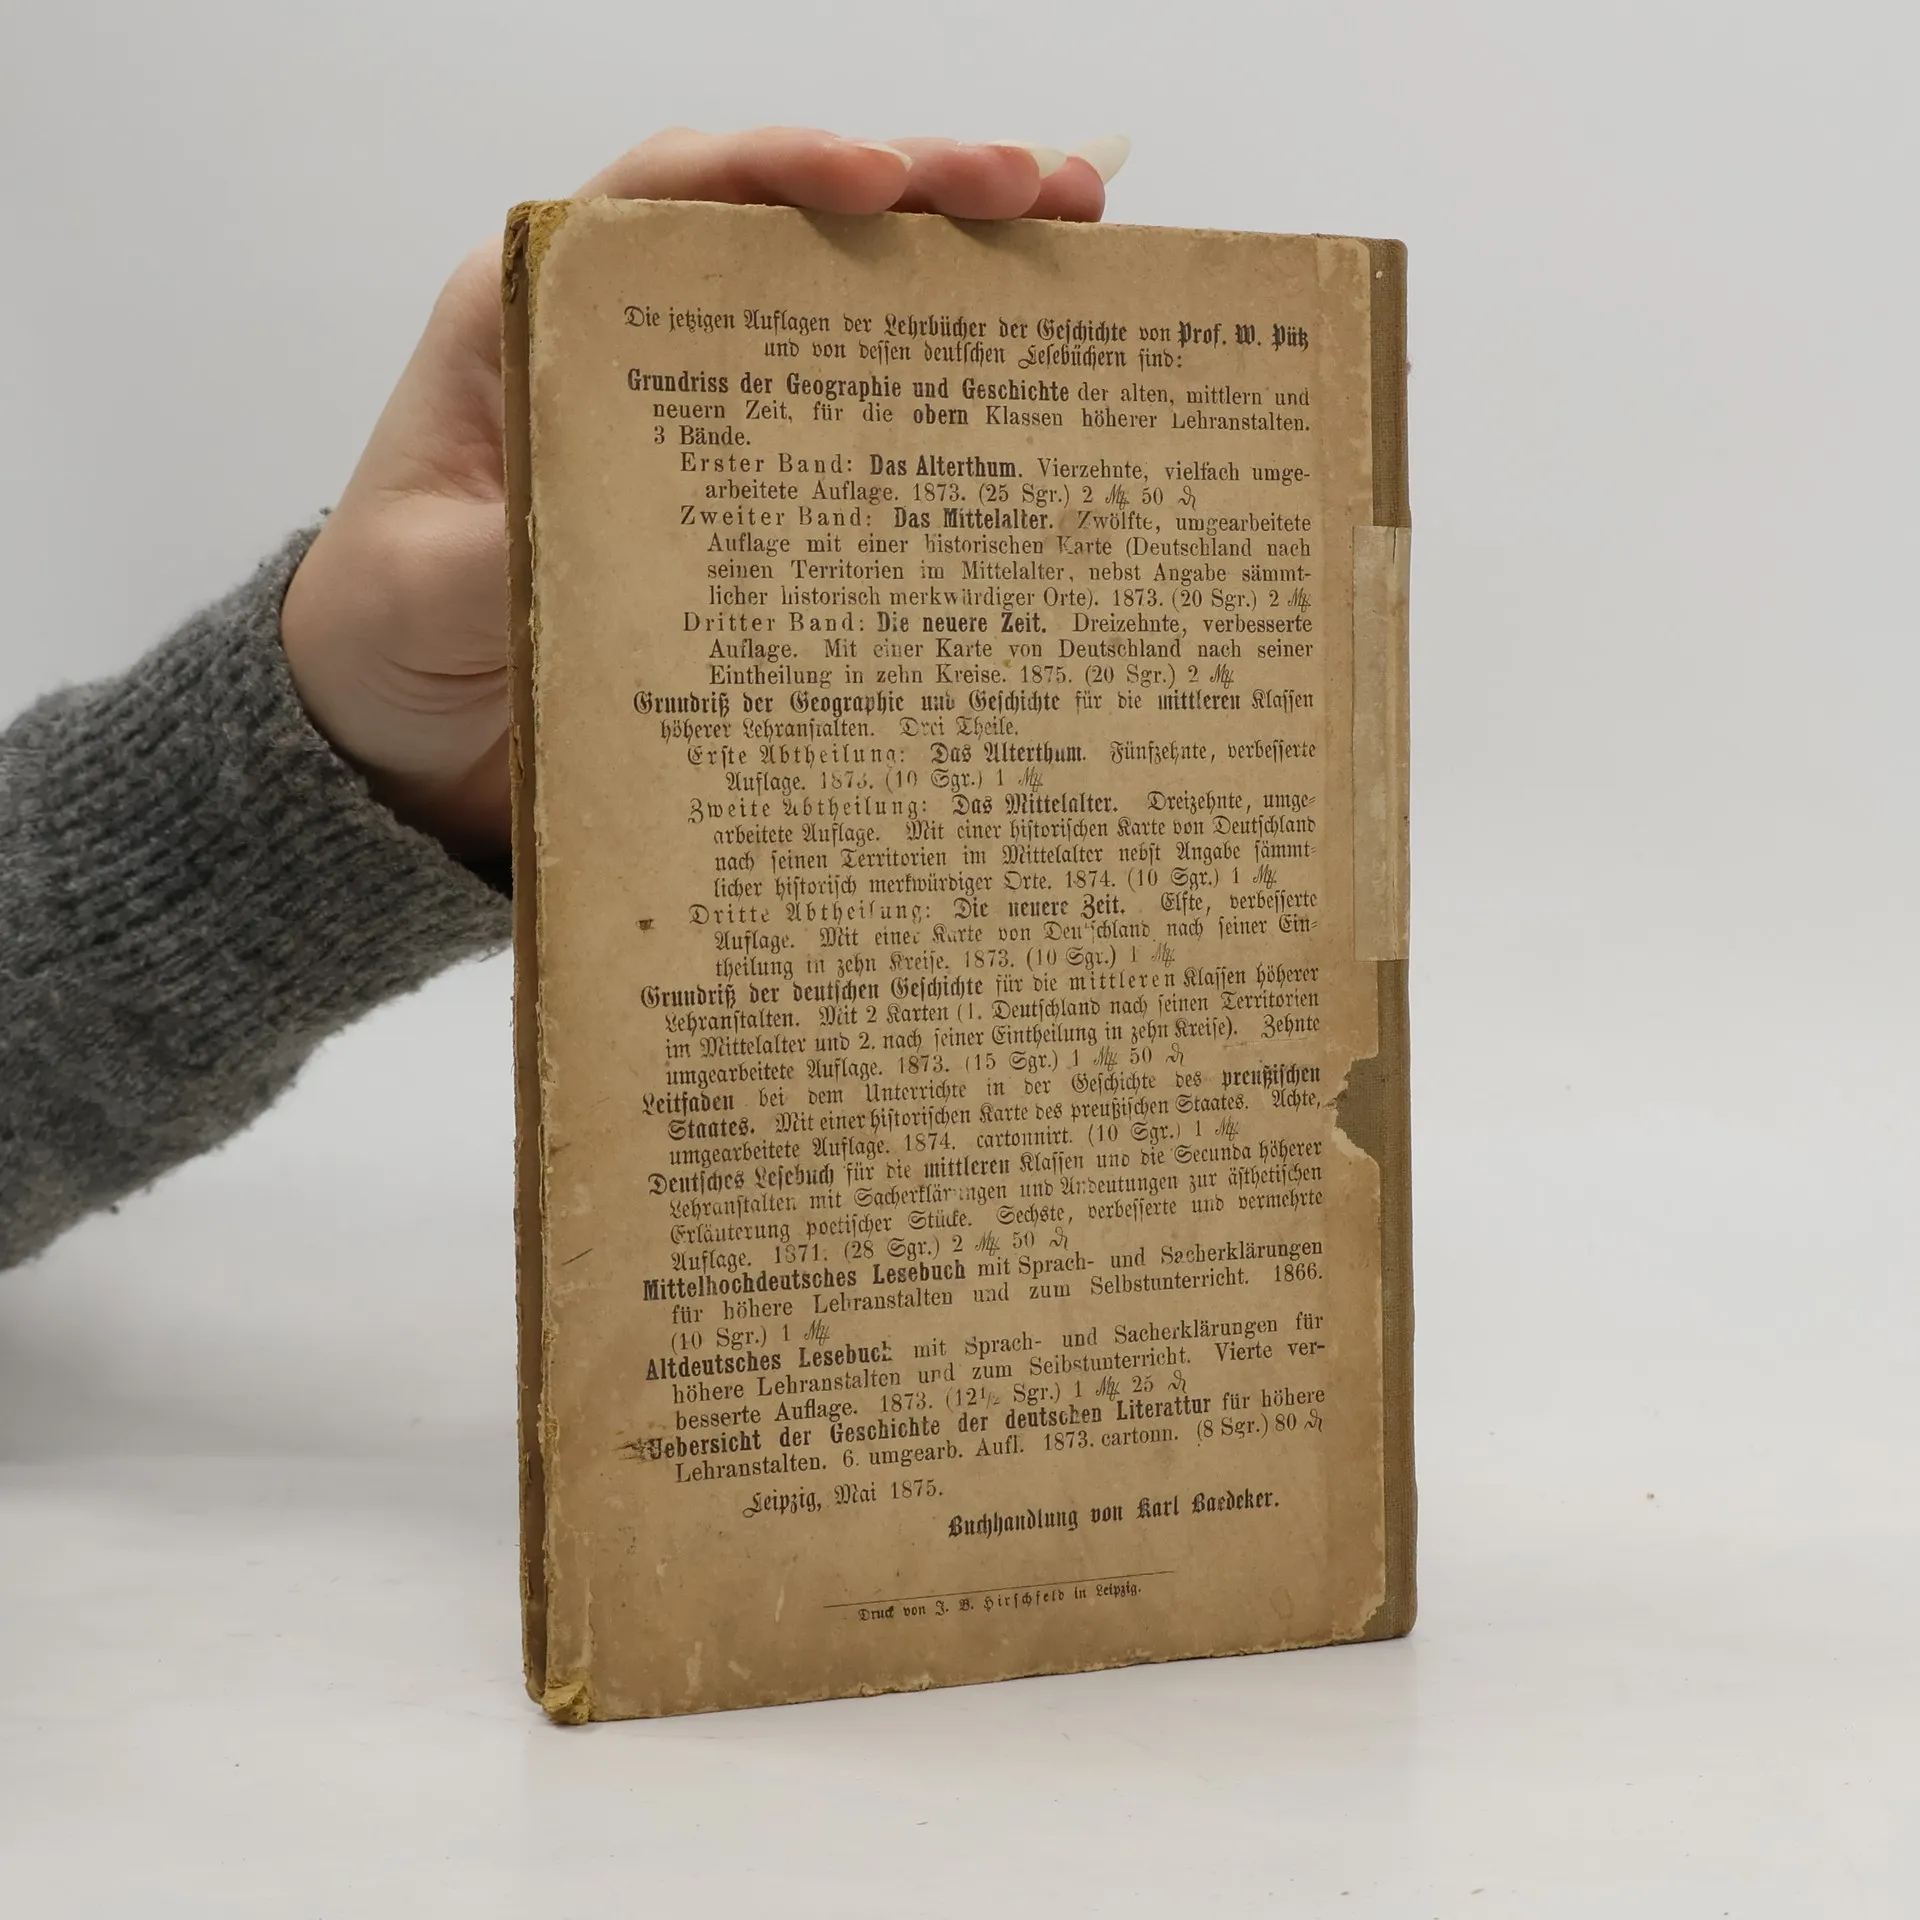 Die jetzigen Auflagen der Lehrbücher der Geschichte von Prof. W. Pütz
und von dessen deutschen Lesebüchern sind:
Grundriss der Geographie und Geschichte der alten, mittlern und
neuern Zeit, für die obern Klassen höherer Lehranstalten.
3 Bände.
Erster Band: Das Alterthum. Vierzehnte, vielfach umge-
arbeitete Auflage. 1873. (25 Sgr.) 2 ℳ 50 ₰
Zweiter Band: Das Mittelalter. Zwölfte, umgearbeitete
Auflage mit einer historischen Karte (Deutschland nach
seinen Territorien im Mittelalter, nebst Angabe sämmt-
licher historisch merkwürdiger Orte). 1873. (20 Sgr.) 2 ℳ
Dritter Band: Die neuere Zeit. Dreizehnte, verbesserte
Auflage. Mit einer Karte von Deutschland nach seiner
Eintheilung in zehn Kreise. 1875. (20 Sgr.) 2 ℳ
Grundriß der Geographie und Geschichte für die mittleren Klassen
höherer Lehranstalten. Drei Theile.
Erste Abtheilung: Das Alterthum. Fünfzehnte, verbesserte
Auflage. 1873. (10 Sgr.) 1 ℳ
Zweite Abtheilung: Das Mittelalter. Dreizehnte, umge-
arbeitete Auflage. Mit einer historischen Karte von Deutschland
nach seinen Territorien im Mittelalter nebst Angabe sämmt-
licher historisch merkwürdiger Orte. 1874. (10 Sgr.) 1 ℳ
Dritte Abtheilung: Die neuere Zeit. Elfte, verbesserte
Auflage. Mit einer Karte von Deutschland nach seiner Ein-
theilung in zehn Kreise. 1873. (10 Sgr.) 1 ℳ
Grundriß der deutschen Geschichte für die mittleren Klassen höherer
Lehranstalten. Mit 2 Karten (1. Deutschland nach seinen Territorien
im Mittelalter und 2. nach seiner Eintheilung in zehn Kreise). Zehnte
umgearbeitete Auflage. 1873. (15 Sgr.) 1 ℳ 50 ₰
Leitfaden bei dem Unterrichte in der Geschichte des preußischen
Staates. Mit einer historischen Karte des preußischen Staates. Achte,
umgearbeitete Auflage. 1874. cartonnirt. (10 Sgr.) 1 ℳ
Deutsches Lesebuch für die mittleren Klassen und die Secunda höherer
Lehranstalten mit Sacherklärungen und Andeutungen zur ästhetischen
Erläuterung poetischer Stücke. Sechste, verbesserte und vermehrte
Auflage. 1871. (28 Sgr.) 2 ℳ 50 ₰
Mittelhochdeutsches Lesebuch mit Sprach- und Sacherklärungen
für höhere Lehranstalten und zum Selbstunterricht. 1866.
(10 Sgr.) 1 ℳ
Altdeutsches Lesebuch mit Sprach- und Sacherklärungen für
höhere Lehranstalten und zum Selbstunterricht. Vierte ver-
besserte Auflage. 1873. (12½ Sgr.) 1 ℳ 25 ₰
Uebersicht der Geschichte der deutschen Literattur für höhere
Lehranstalten. 6. umgearb. Aufl. 1873. cartonn. (8 Sgr.) 80 ₰
Leipzig, Mai 1875.
Buchhandlung von Karl Baedeker.
Druck von J. B. Hirschfeld in Leipzig.